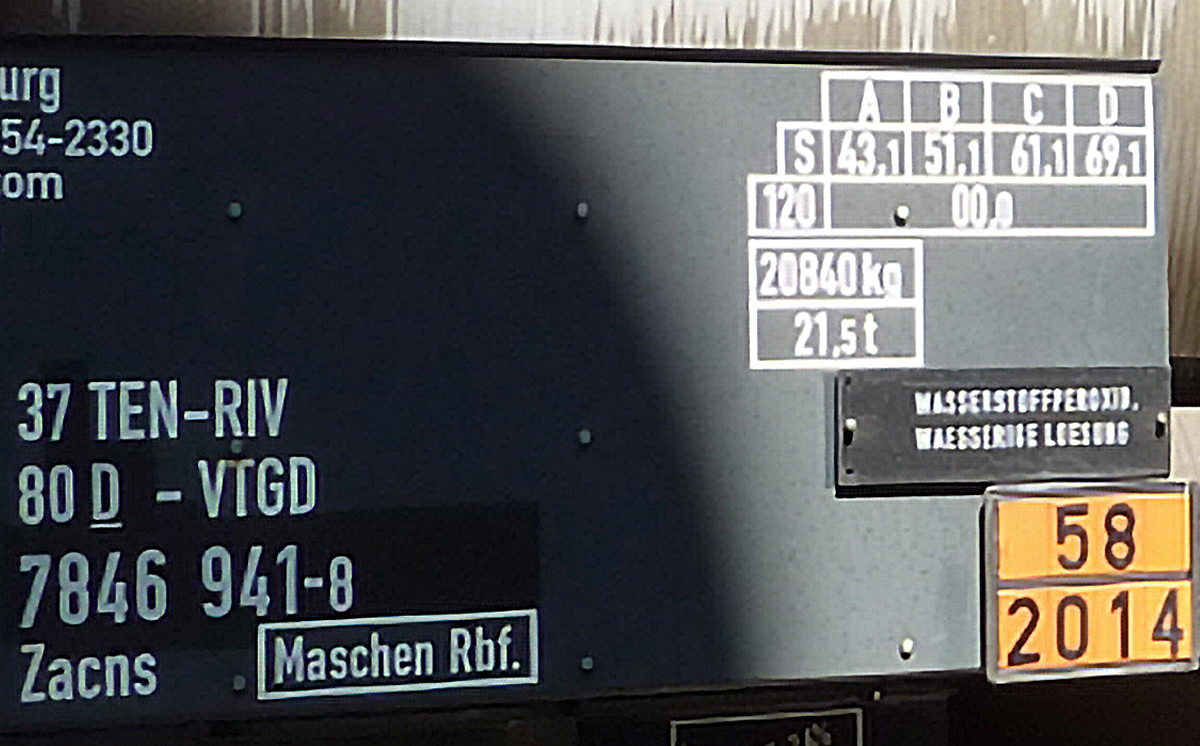 urg
54-2330
om
A B C D
S 43,1 51,1 61,1 69,1
120 00,0
20840 kg
21,5 t
37 TEN-RIV
80 D - VTGD
7846 941-8
Zacns
Maschen Rbf.
WASSERSTOFFPEROXID,
WAESSERIGE LOESUNG
58
2014